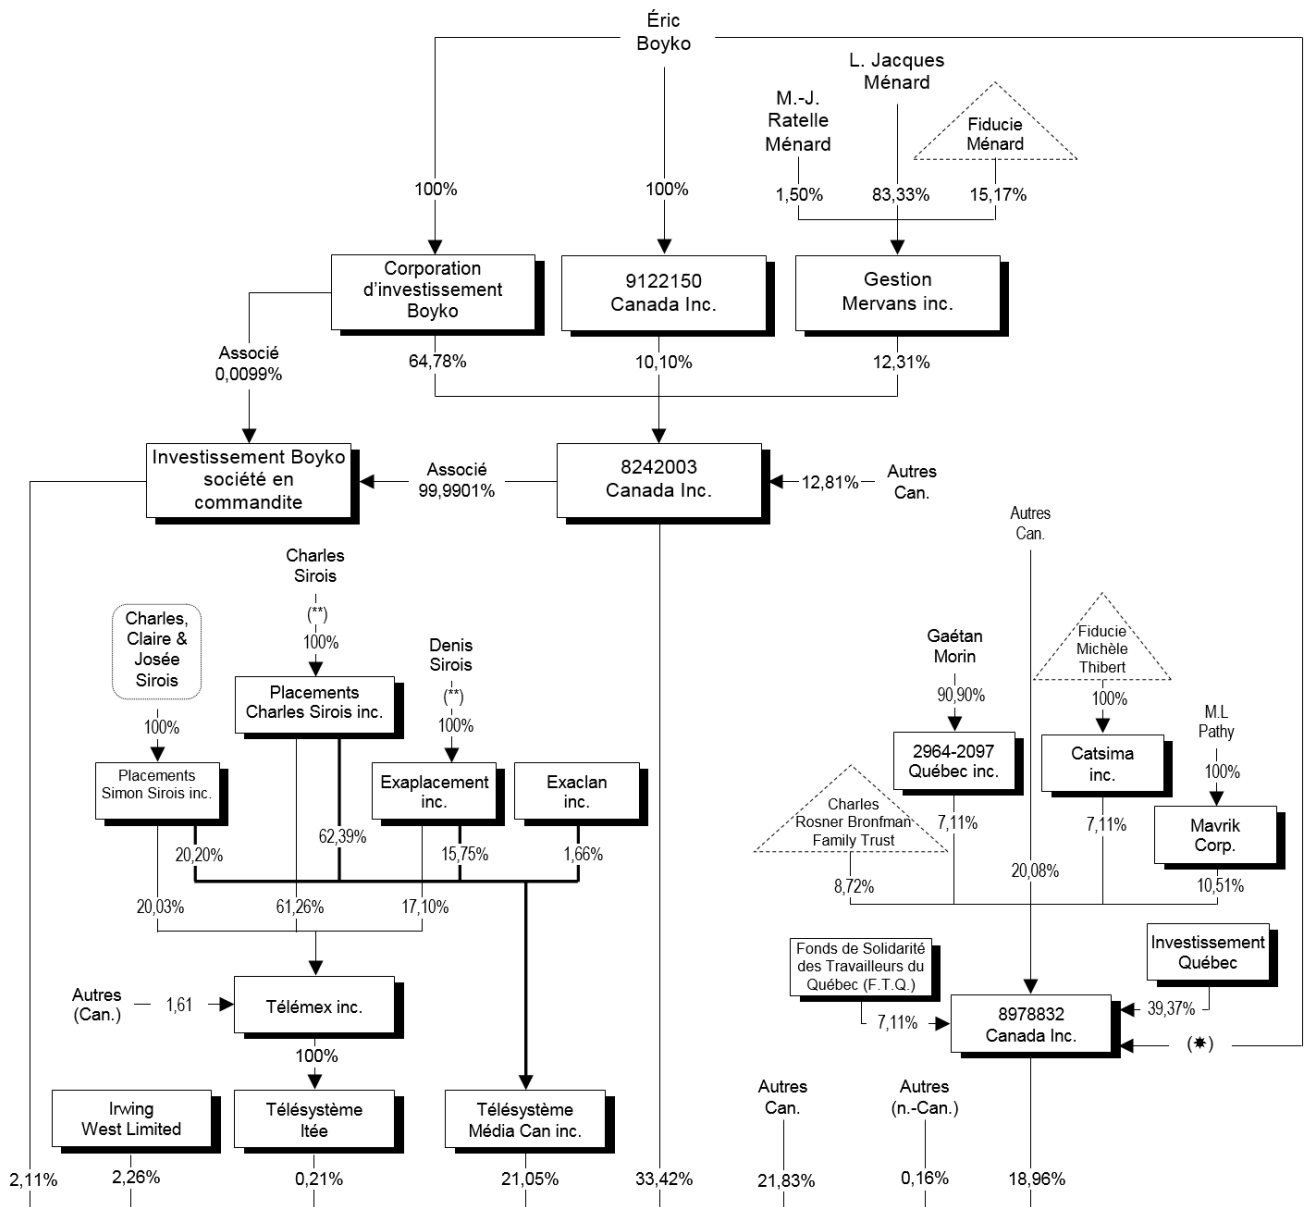 Éric
Boyko
L. Jacques
Ménard
M.-J.
Ratelle
Ménard
Fiducie
Ménard
100%
100%
1,50%
83,33%
15,17%
Corporation
d'investissement
Boyko
9122150
Canada Inc.
Gestion
Mervans inc.
Associé
0,0099%
64,78%
10,10%
12,31%
Investissement Boyko
société en
commandite
Associé
99,9901%
8242003
Canada Inc.
12,81%
Autres
Can.
Autres
Can.
Charles
Sirois
(**)
100%
Charles,
Claire &
Josée
Sirois
100%
Denis
Sirois
(**)
100%
Placements
Charles Sirois inc.
Placements
Simon Sirois inc.
Exaplacement
inc.
Exaclan
inc.
20,20%
62,39%
15,75%
1,66%
20,03%
61,26%
17,10%
Autres
(Can.)
1,61
Télémex inc.
100%
Gaétan
Morin
90,90%
Fiducie
Michèle
Thibert
100%
M.L
Pathy
100%
2964-2097
Québec inc.
Catsima
inc.
Mavrik
Corp.
Charles
Rosner Bronfman
Family Trust
7,11%
7,11%
8,72%
20,08%
10,51%
Fonds de Solidarité
des Travailleurs du
Québec (F.T.Q.)
Investissement
Québec
7,11%
8978832
Canada Inc.
39,37%
(✷)
Irwing
West Limited
Télésystème
ltée
Télésystème
Média Can inc.
Autres
Can.
Autres
(n.-Can.)
2,11%
2,26%
0,21%
21,05%
33,42%
21,83%
0,16%
18,96%